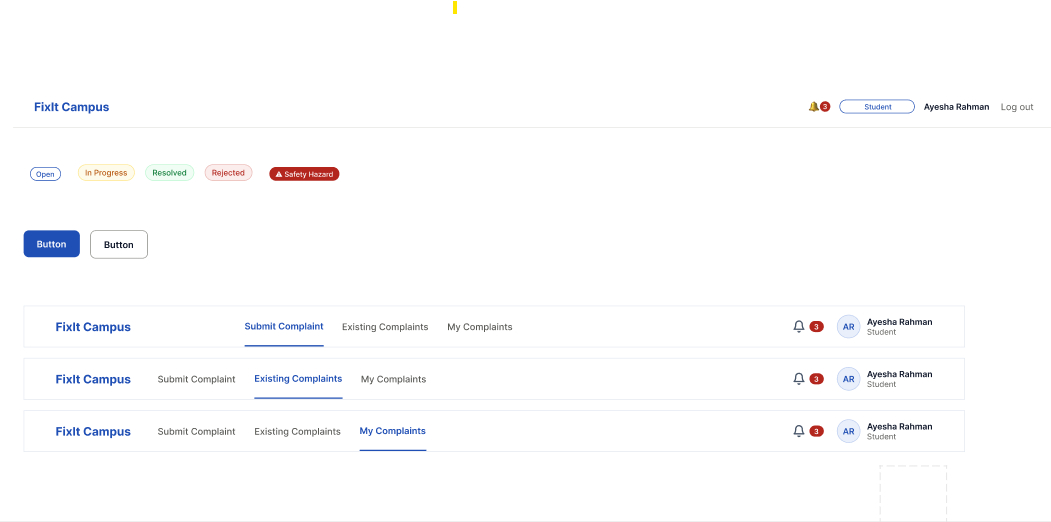 FixIt Campus 3 Student Ayesha Rahman Log out
Open In Progress Resolved Rejected Safety Hazard
Button Button
FixIt Campus Submit Complaint Existing Complaints My Complaints 3 AR Ayesha Rahman
Student
FixIt Campus Submit Complaint Existing Complaints My Complaints 3 AR Ayesha Rahman
Student
FixIt Campus Submit Complaint Existing Complaints My Complaints 3 AR Ayesha Rahman
Student